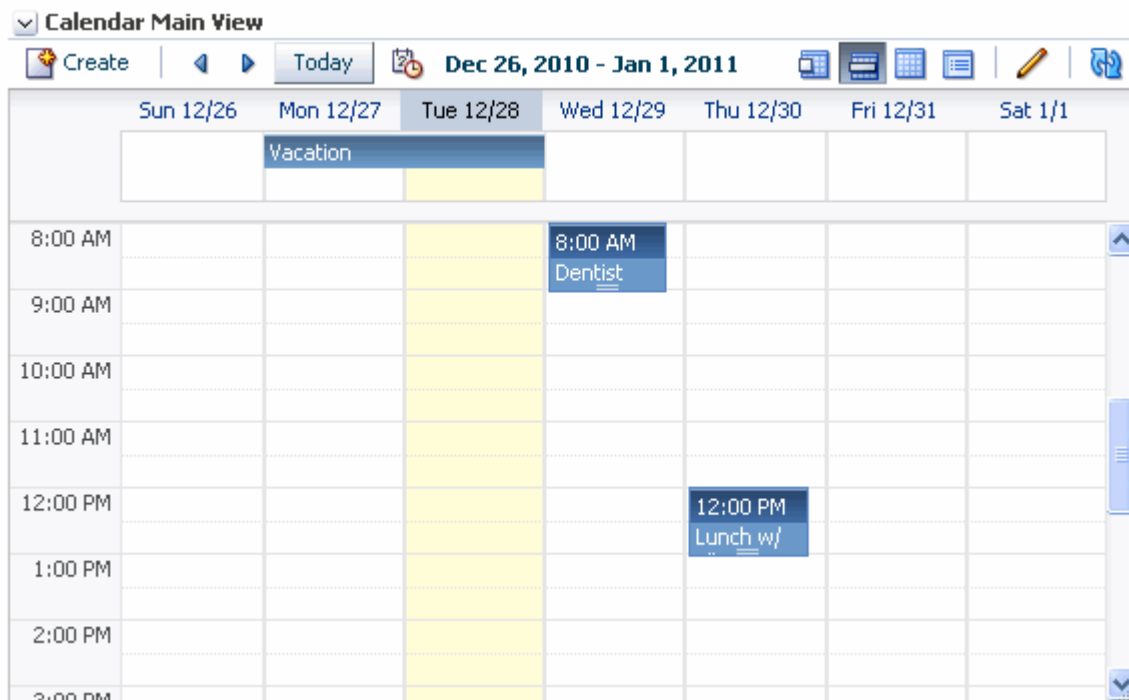 Calendar Main View
Create Today Dec 26, 2010 - Jan 1, 2011
Sun 12/26 Mon 12/27 Tue 12/28 Wed 12/29 Thu 12/30 Fri 12/31 Sat 1/1
Vacation
8:00 AM
8:00 AM
Dentist
9:00 AM
10:00 AM
11:00 AM
12:00 PM
12:00 PM
Lunch w/
1:00 PM
2:00 PM
3:00 PM